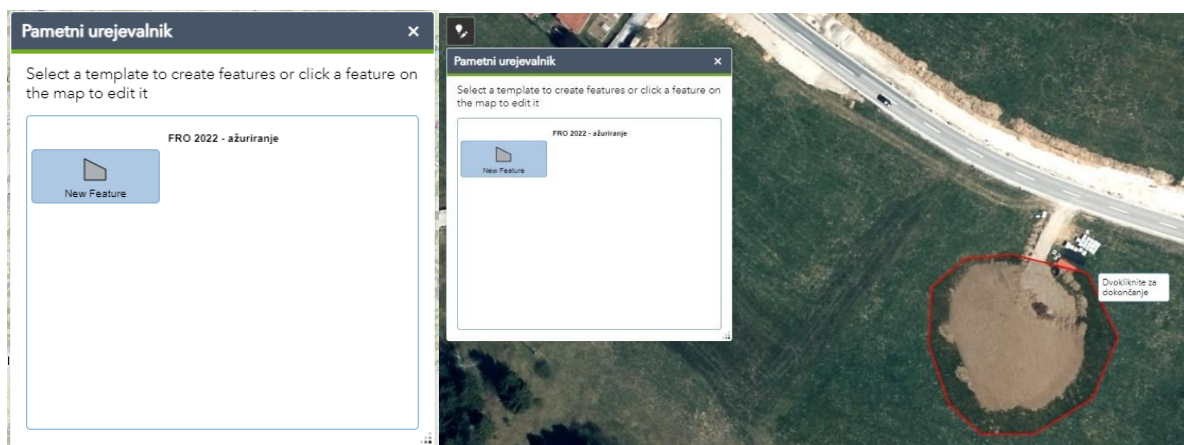 Pametni urejevalnik
Select a template to create features or click a feature on
the map to edit it
FRO 2022 - ažuriranje
New Feature
Pametni urejevalnik
Select a template to create features or click a feature on
the map to edit it
FRO 2022 - ažuriranje
New Feature
Dvokliknite za
dokončanje